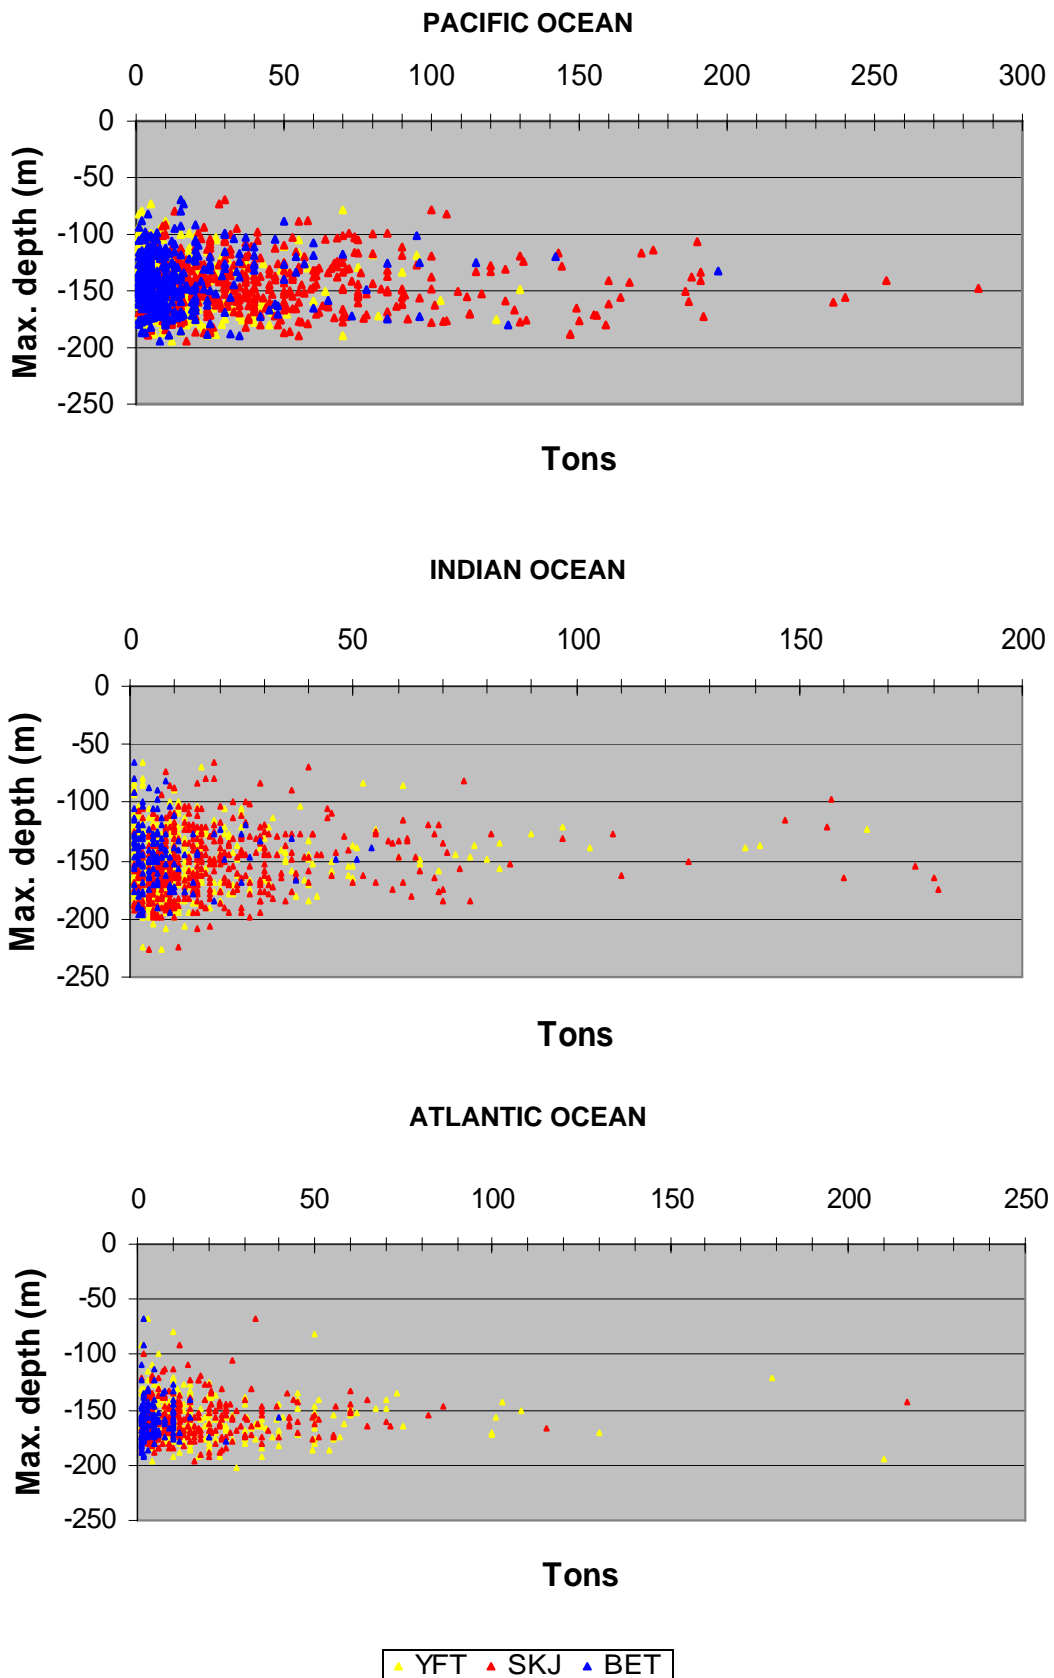 PACIFIC OCEAN
0 50 100 150 200 250 300
0
-50
-100
-150
-200
-250
Max. depth (m)
Tons
INDIAN OCEAN
0 50 100 150 200
0
-50
-100
-150
-200
-250
Max. depth (m)
Tons
ATLANTIC OCEAN
0 50 100 150 200 250
0
-50
-100
-150
-200
-250
Max. depth (m)
Tons
YFT SKJ BET